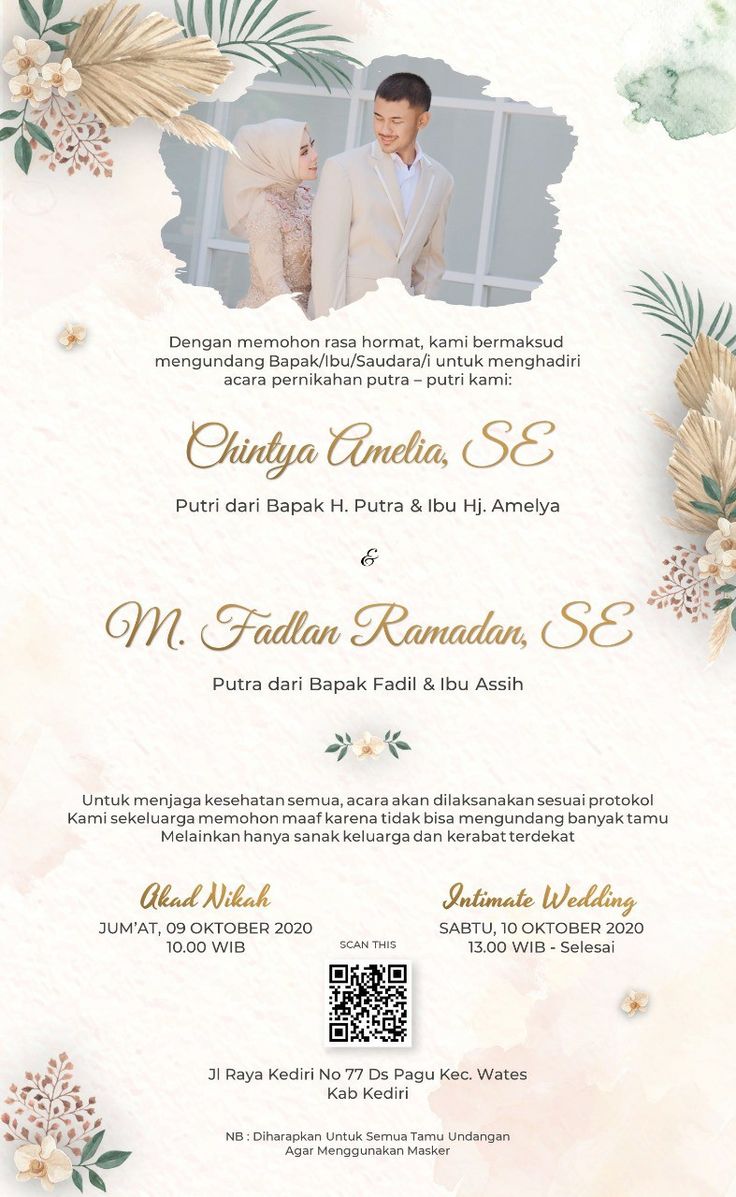 Dengan memohon rasa hormat, kami bermaksud
mengundang Bapak/Ibu/Saudara/i untuk menghadiri
acara pernikahan putra – putri kami:
Chintya Amelia, SE
Putri dari Bapak H. Putra & Ibu Hj. Amelya
&
M. Fadlan Ramadan, SE
Putra dari Bapak Fadil & Ibu Assih
Untuk menjaga kesehatan semua, acara akan dilaksanakan sesuai protokol
Kami sekeluarga memohon maaf karena tidak bisa mengundang banyak tamu
Melainkan hanya sanak keluarga dan kerabat terdekat
Akad Nikah
JUM'AT, 09 OKTOBER 2020
10.00 WIB
Intimate Wedding
SABTU, 10 OKTOBER 2020
13.00 WIB - Selesai
SCAN THIS
Jl Raya Kediri No 77 Ds Pagu Kec. Wates
Kab Kediri
NB : Diharapkan Untuk Semua Tamu Undangan
Agar Menggunakan Masker